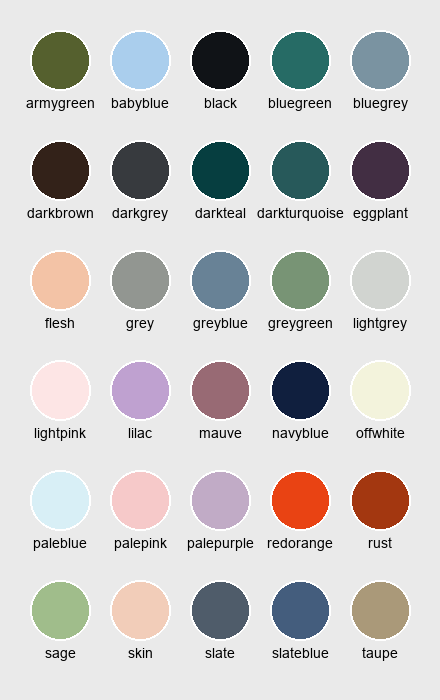 armygreen babyblue black bluegreen bluegrey
darkbrown darkgrey darkteal darkturquoise eggplant
flesh grey greyblue greygreen lightgrey
lightpink lilac mauve navyblue offwhite
paleblue palepink palepurple redorange rust
sage skin slate slateblue taupe